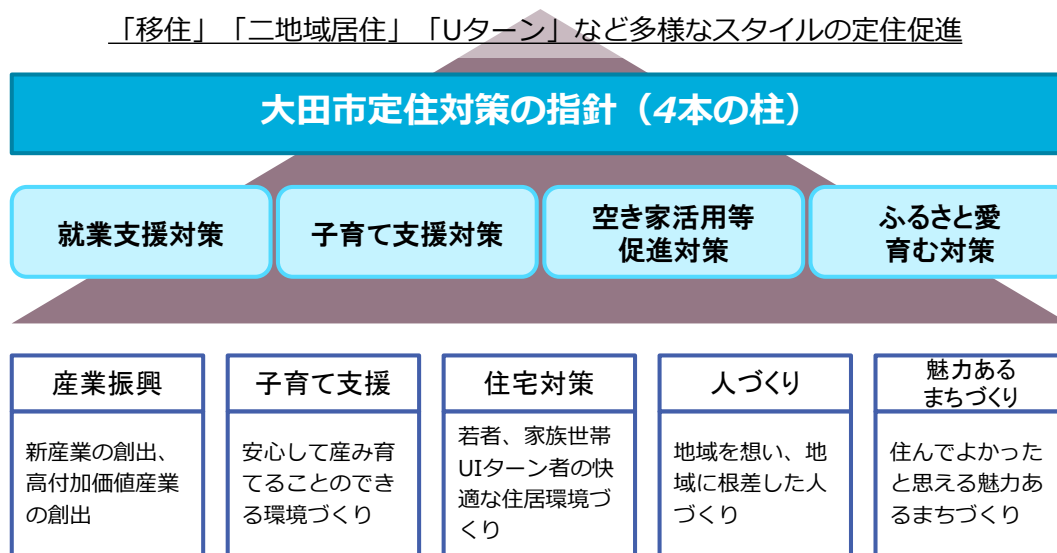 「移住」「二地域居住」「Uターン」など多様なスタイルの定住促進
大田市定住対策の指針（4本の柱）
就業支援対策
子育て支援対策
空き家活用等
促進対策
ふるさと愛
育む対策
産業振興
新産業の創出、
高付加価値産業
の創出
子育て支援
安心して産み育
てることのでき
る環境づくり
住宅対策
若者、家族世帯
UIターン者の快
適な住居環境づ
くり
人づくり
地域を想い、地
域に根差した人
づくり
魅力ある
まちづくり
住んでよかった
と思える魅力あ
るまちづくり